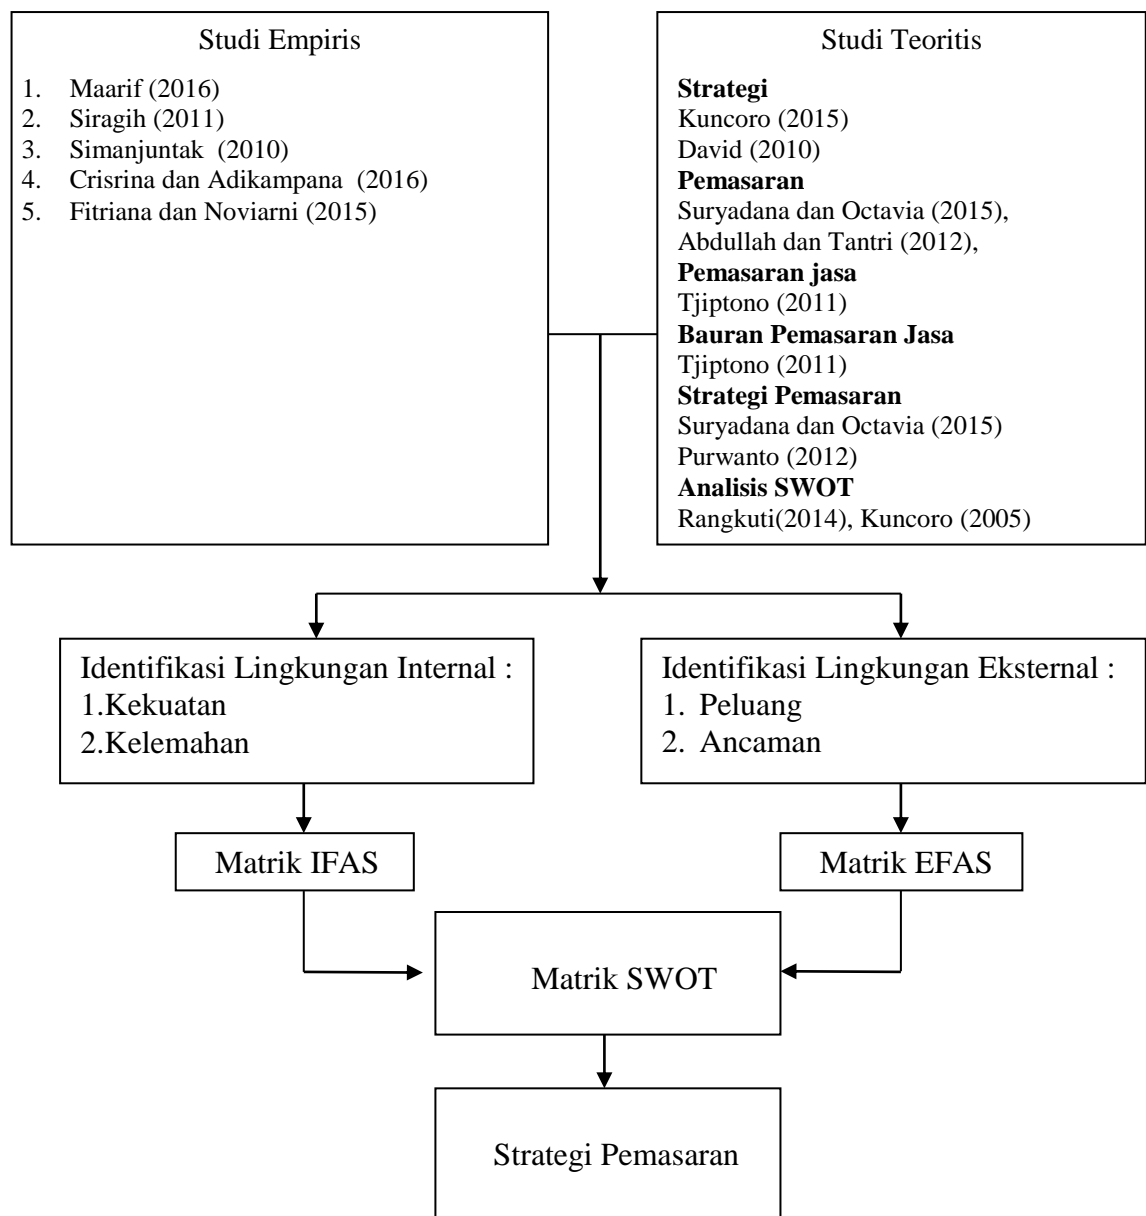 Studi Empiris
1. Maarif (2016)
2. Siragih (2011)
3. Simanjuntak (2010)
4. Crisrina dan Adikampana (2016)
5. Fitriana dan Noviarni (2015)
Studi Teoritis
Strategi
Kuncoro (2015)
David (2010)
Pemasaran
Suryadana dan Octavia (2015),
Abdullah dan Tantri (2012),
Pemasaran jasa
Tjiptono (2011)
Bauran Pemasaran Jasa
Tjiptono (2011)
Strategi Pemasaran
Suryadana dan Octavia (2015)
Purwanto (2012)
Analisis SWOT
Rangkuti(2014), Kuncoro (2005)
Identifikasi Lingkungan Internal :
1.Kekuatan
2.Kelemahan
Identifikasi Lingkungan Eksternal :
1. Peluang
2. Ancaman
Matrik IFAS
Matrik EFAS
Matrik SWOT
Strategi Pemasaran